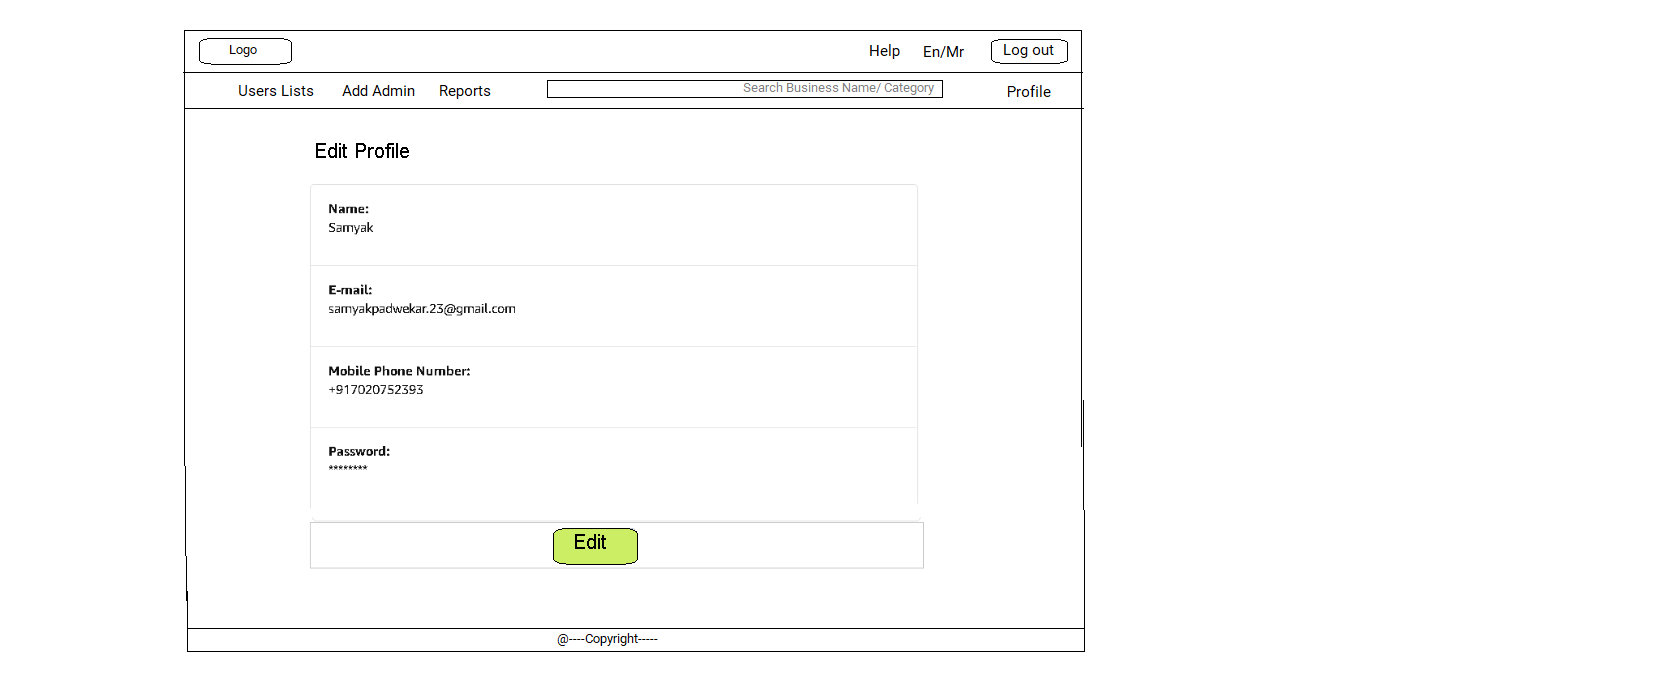 Logo
Help En/Mr Log out
Users Lists Add Admin Reports Search Business Name/ Category Profile
Edit Profile
Name:
Samyak
E-mail:
samyakpadwekar.23@gmail.com
Mobile Phone Number:
+917020752393
Password:
********
Edit
@----Copyright-----